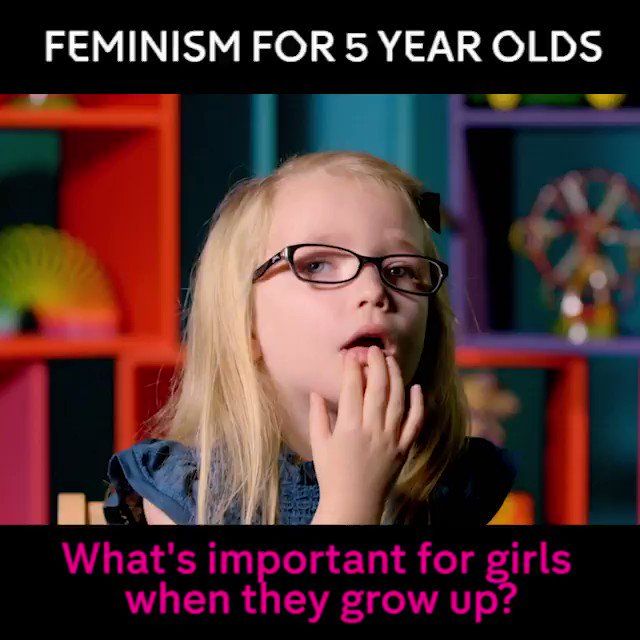 FEMINISM FOR 5 YEAR OLDS
What's important for girls
when they grow up?